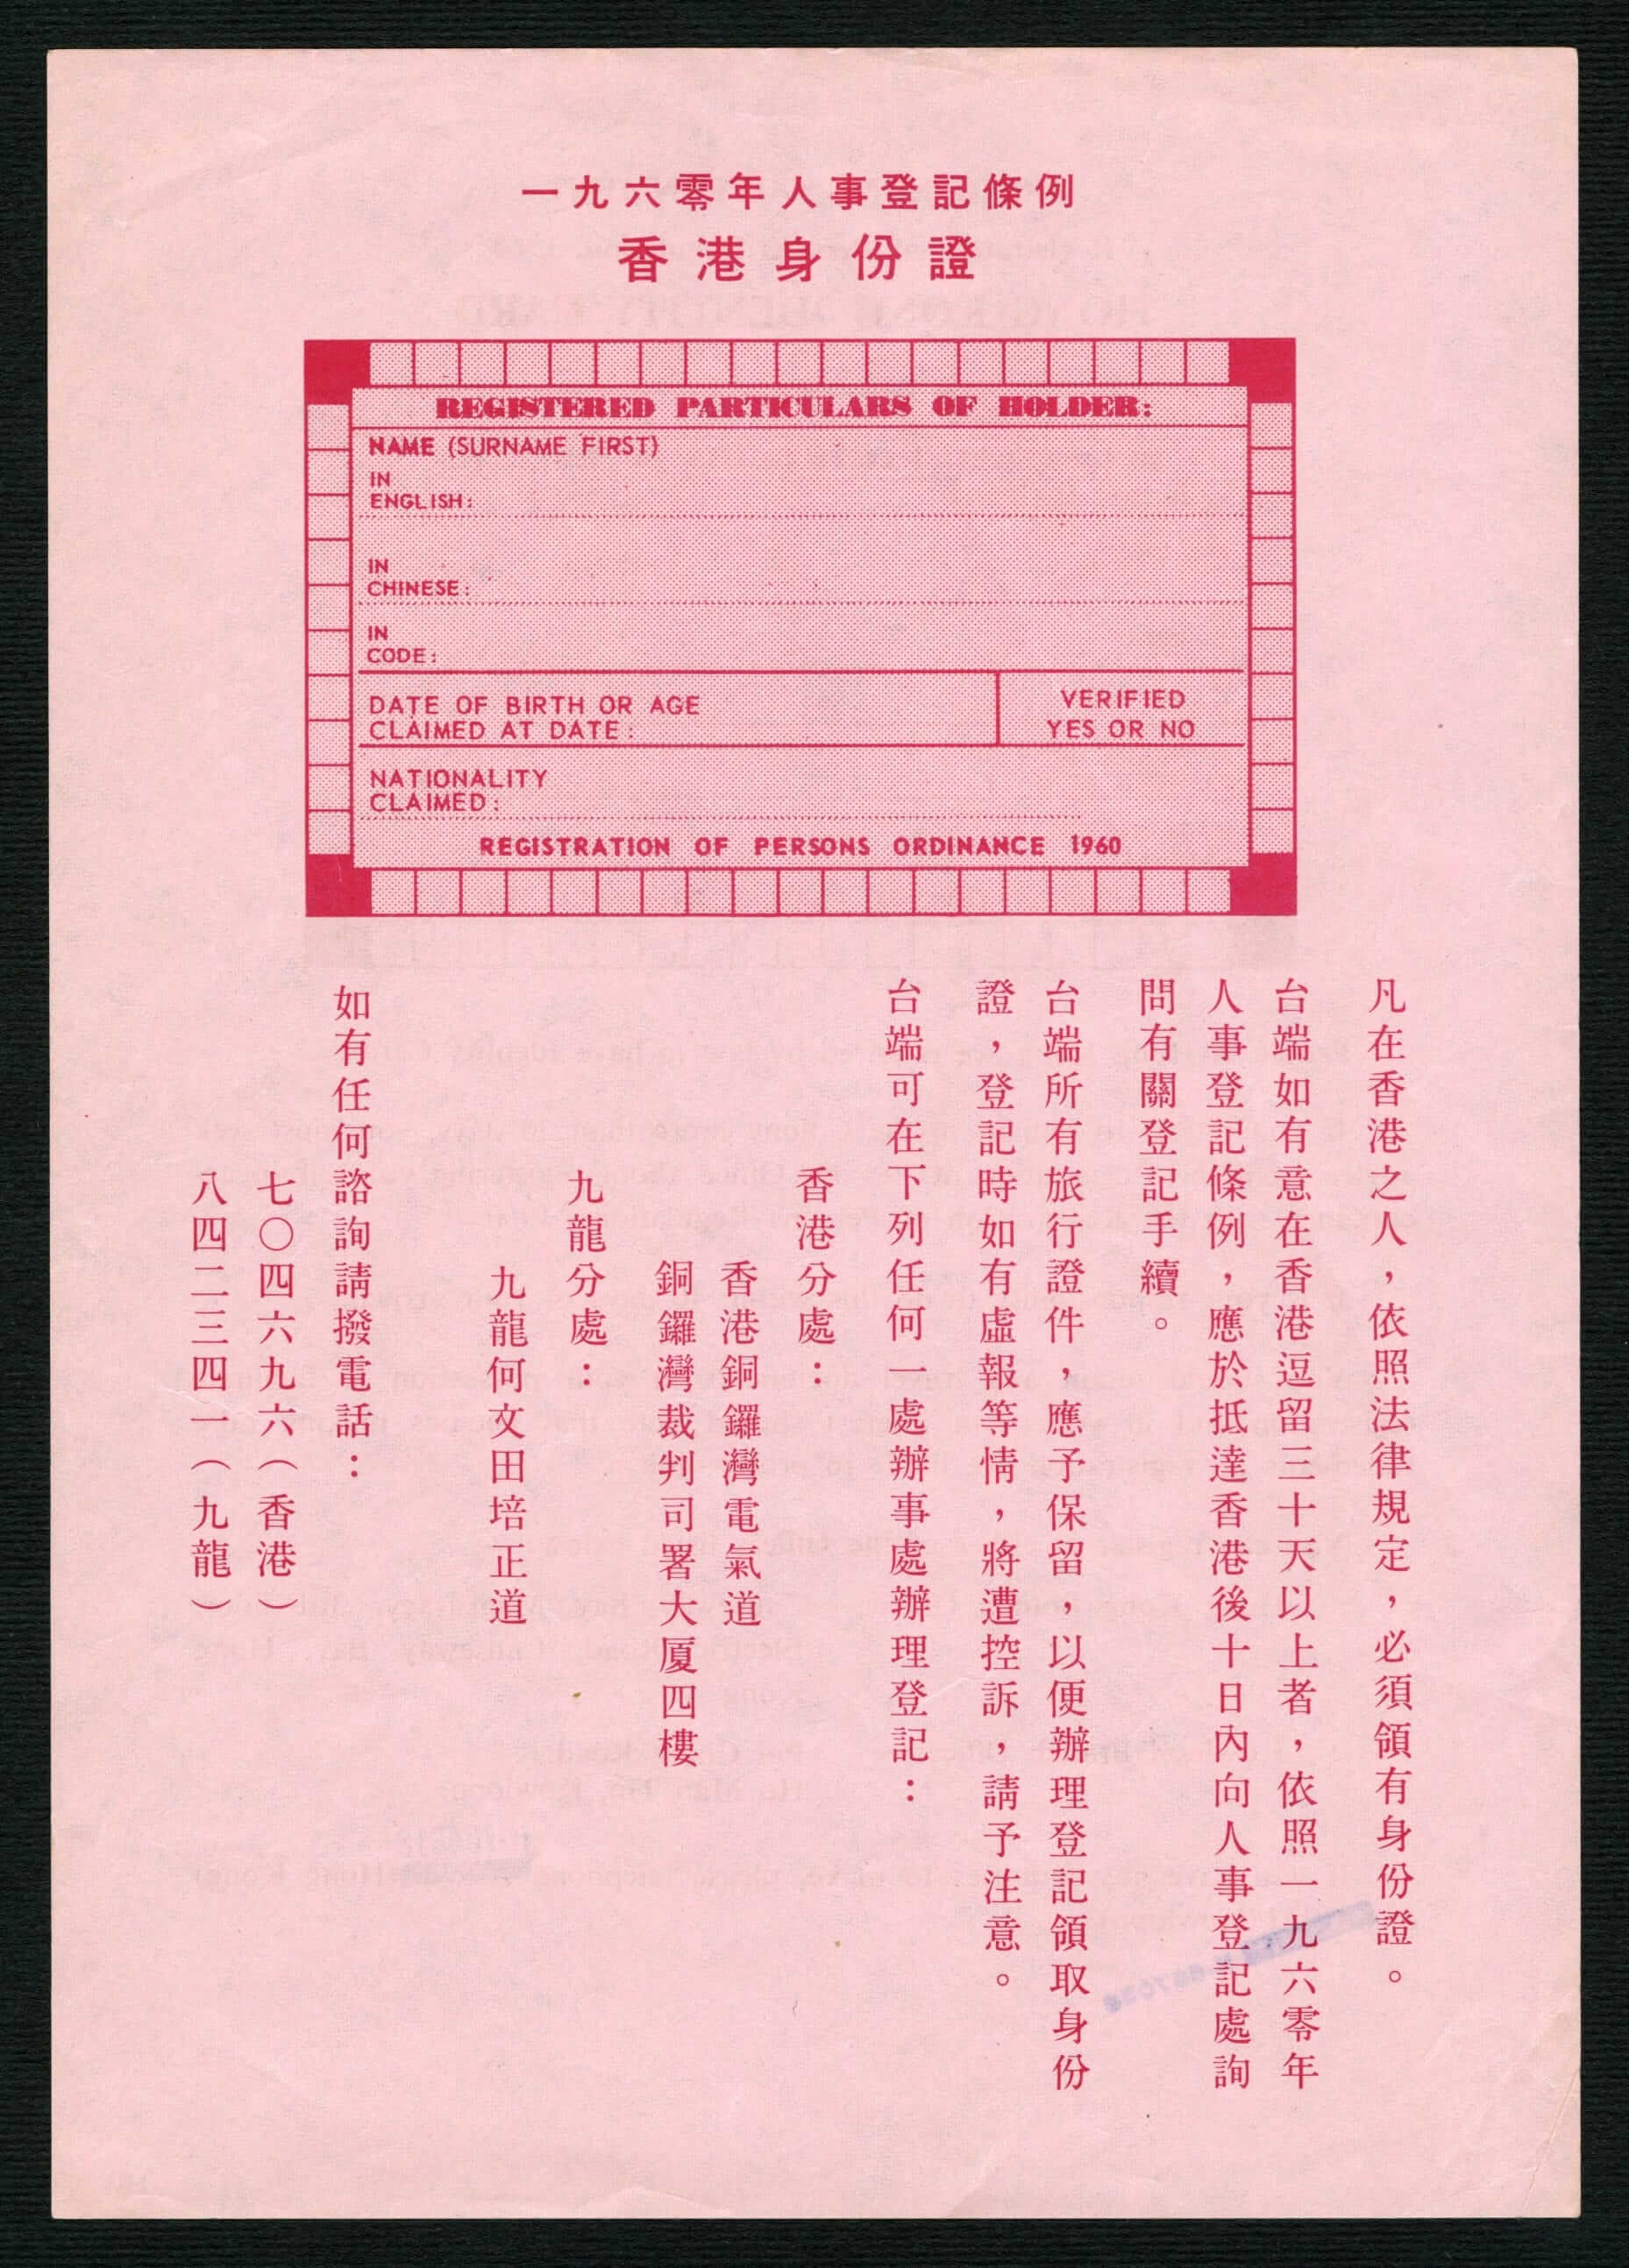 一九六零年人事登記條例
香港身份證
REGISTERED PARTICULARS OF HOLDER:
NAME (SURNAME FIRST)
IN
ENGLISH:
IN
CHINESE:
IN
CODE:
DATE OF BIRTH OR AGE
CLAIMED AT DATE:
VERIFIED
YES OR NO
NATIONALITY
CLAIMED:
REGISTRATION OF PERSONS ORDINANCE 1960
凡在香港之人，依照法律規定，必須領有身份證。
台端如有意在香港逗留三十天以上者，依照一九六零年
人事登記條例，應於抵達香港後十日內向人事登記處詢
問有關登記手續。
台端所有旅行證件，應予保留，以便辦理登記領取身份
證，登記時如有虛報等情，將遭控訴，請予注意。
台端可在下列任何一處辦事處辦理登記：
香港分處：
香港銅鑼灣電氣道
銅鑼灣裁判司署大厦四樓
九龍分處：
九龍何文田培正道
如有任何諮詢請撥電話：
七〇四六九六（香港）
八四二三四一（九龍）